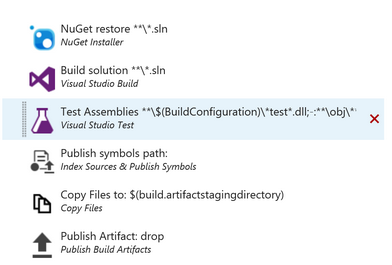 NuGet restore **\*.sln
NuGet Installer
Build solution **\*.sln
Visual Studio Build
Test Assemblies **\$(BuildConfiguration)\*test*.dll;-:**\obj\*
Visual Studio Test
Publish symbols path:
Index Sources & Publish Symbols
Copy Files to: $(build.artifactstagingdirectory)
Copy Files
Publish Artifact: drop
Publish Build Artifacts